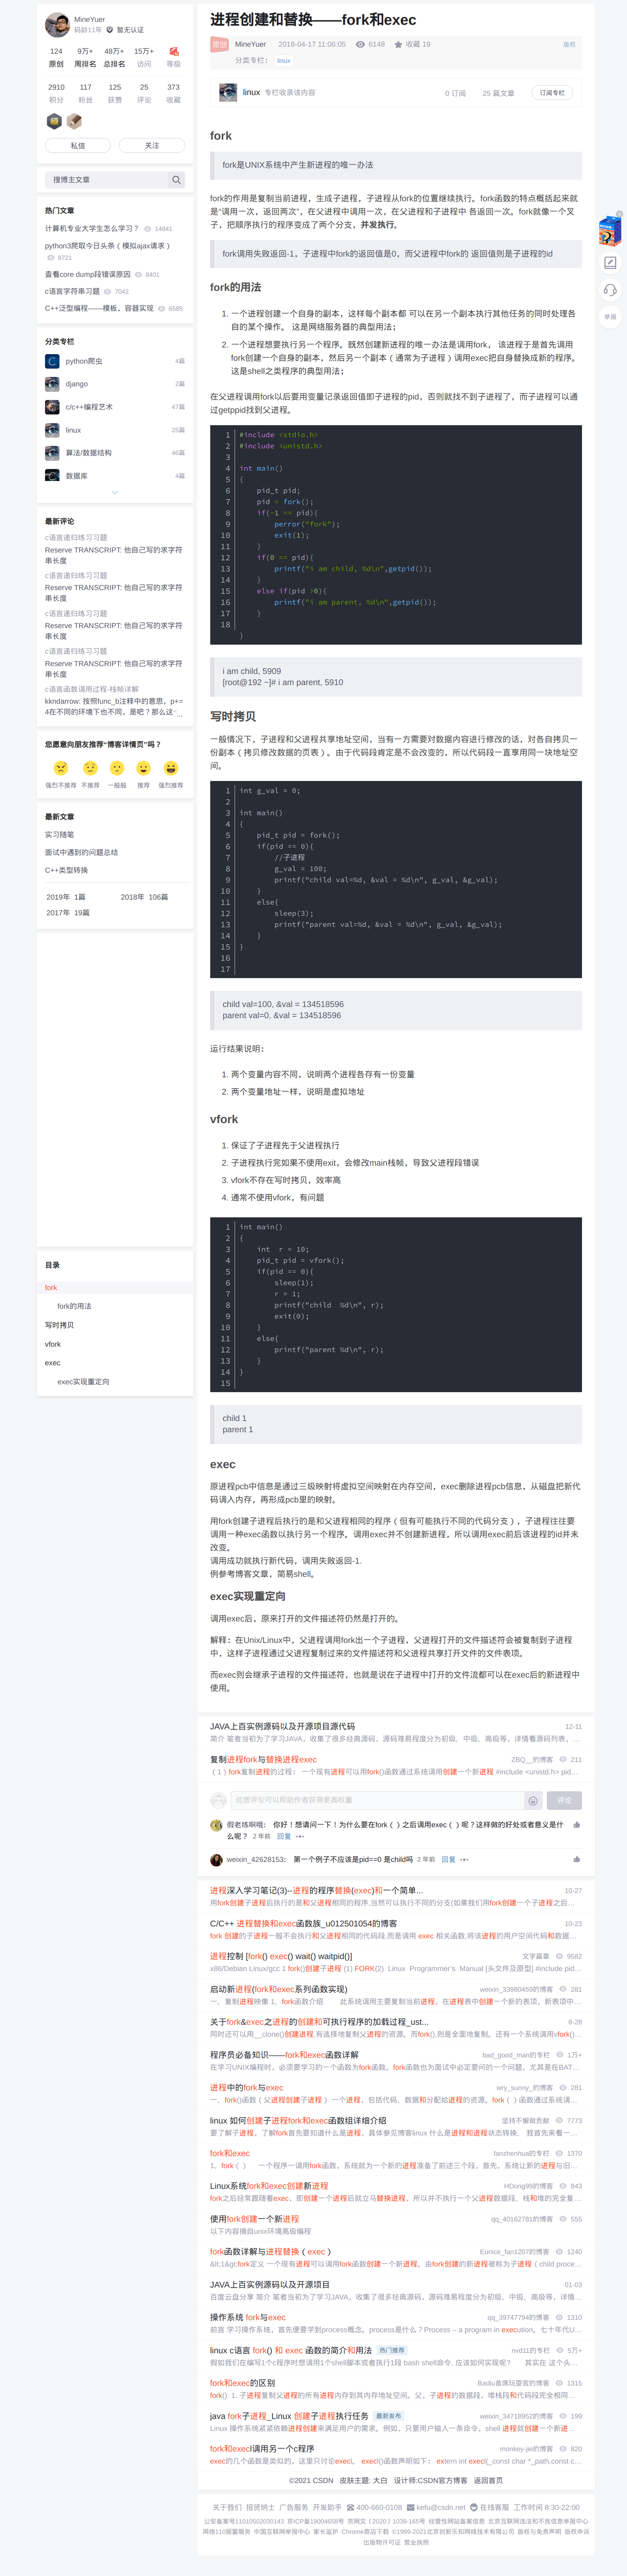 MineYuer
码龄11年 暂无认证
124 9万+ 48万+ 15万+
原创 周排名 总排名 访问 等级
2910 117 125 25 373
积分 粉丝 获赞 评论 收藏
私信 关注
搜博主文章
热门文章
计算机专业大学生怎么学习？ 14841
python3爬取今日头条（模拟ajax请求）
8721
查看core dump段错误原因 8401
c语言字符串习题 7042
C++泛型编程——模板，容器实现 6585
分类专栏
python爬虫 4篇
django 2篇
c/c++编程艺术 47篇
linux 25篇
算法/数据结构 46篇
数据库 4篇
最新评论
c语言递归练习习题
Reserve TRANSCRIPT: 他自己写的求字符
串长度
c语言递归练习习题
Reserve TRANSCRIPT: 他自己写的求字符
串长度
c语言递归练习习题
Reserve TRANSCRIPT: 他自己写的求字符
串长度
c语言递归练习习题
Reserve TRANSCRIPT: 他自己写的求字符
串长度
c语言函数调用过程-栈帧详解
kkndarrow: 按照func_b注释中的意思，p+=
4在不同的环境下也不同，是吧？那么这 ...
您愿意向朋友推荐“博客详情页”吗？
强烈不推荐 不推荐 一般般 推荐 强烈推荐
最新文章
实习随笔
面试中遇到的问题总结
C++类型转换
2019年 1篇 2018年 106篇
2017年 19篇
目录
fork
fork的用法
写时拷贝
vfork
exec
exec实现重定向
进程创建和替换——fork和exec
原创 MineYuer 2018-04-17 11:06:05 6148 收藏 19 版权
分类专栏： linux
linux 专栏收录该内容 0 订阅 25 篇文章 订阅专栏
fork
fork是UNIX系统中产生新进程的唯一办法
fork的作用是复制当前进程，生成子进程，子进程从fork的位置继续执行。fork函数的特点概括起来就
是“调用一次，返回两次”，在父进程中调用一次，在父进程和子进程中 各返回一次。fork就像一个叉
子，把顺序执行的程序变成了两个分支，并发执行。
fork调用失败返回-1，子进程中fork的返回值是0，而父进程中fork的 返回值则是子进程的id
fork的用法
1. 一个进程创建一个自身的副本，这样每个副本都 可以在另一个副本执行其他任务的同时处理各
自的某个操作。 这是网络服务器的典型用法；
2. 一个进程想要执行另一个程序。既然创建新进程的唯一办法是调用fork， 该进程于是首先调用
fork创建一个自身的副本，然后另一个副本（通常为子进程）调用exec把自身替换成新的程序。
这是shell之类程序的典型用法；
在父进程调用fork以后要用变量记录返回值即子进程的pid，否则就找不到子进程了，而子进程可以通
过getppid找到父进程。
1 #include <stdio.h>
2 #include <unistd.h>
3
4 int main()
5 {
6 pid_t pid;
7 pid = fork();
8 if(-1 == pid){
9 perror("fork");
10 exit(1);
11 }
12 if(0 == pid){
13 printf("i am child, %d\n",getpid());
14 }
15 else if(pid >0){
16 printf("i am parent, %d\n",getpid());
17 }
18
}
i am child, 5909
[root@192 ~]# i am parent, 5910
写时拷贝
一般情况下，子进程和父进程共享地址空间，当有一方需要对数据内容进行修改的话，对各自拷贝一
份副本（拷贝修改数据的页表）。由于代码段肯定是不会改变的，所以代码段一直享用同一块地址空
间。
1 int g_val = 0;
2
3 int main()
4 {
5 pid_t pid = fork();
6 if(pid == 0){
7 //子进程
8 g_val = 100;
9 printf("child val=%d, &val = %d\n", g_val, &g_val);
10 }
11 else{
12 sleep(3);
13 printf("parent val=%d, &val = %d\n", g_val, &g_val);
14 }
15 }
16
17
child val=100, &val = 134518596
parent val=0, &val = 134518596
运行结果说明：
1. 两个变量内容不同，说明两个进程各存有一份变量
2. 两个变量地址一样，说明是虚拟地址
vfork
1. 保证了子进程先于父进程执行
2. 子进程执行完如果不使用exit，会修改main栈帧，导致父进程段错误
3. vfork不存在写时拷贝，效率高
4. 通常不使用vfork，有问题
1 int main()
2 {
3 int r = 10;
4 pid_t pid = vfork();
5 if(pid == 0){
6 sleep(1);
7 r = 1;
8 printf("child %d\n", r);
9 exit(0);
10 }
11 else{
12 printf("parent %d\n", r);
13 }
14 }
15
child 1
parent 1
exec
原进程pcb中信息是通过三级映射将虚拟空间映射在内存空间，exec删除进程pcb信息，从磁盘把新代
码调入内存，再形成pcb里的映射。
用fork创建子进程后执行的是和父进程相同的程序（但有可能执行不同的代码分支），子进程往往要
调用一种exec函数以执行另一个程序。调用exec并不创建新进程，所以调用exec前后该进程的id并未
改变。
调用成功就执行新代码，调用失败返回-1.
例参考博客文章，简易shell。
exec实现重定向
调用exec后，原来打开的文件描述符仍然是打开的。
解释：在Unix/Linux中，父进程调用fork出一个子进程，父进程打开的文件描述符会被复制到子进程
中，这样子进程通过父进程复制过来的文件描述符和父进程共享打开文件的文件表项。
而exec则会继承子进程的文件描述符，也就是说在子进程中打开的文件流都可以在exec后的新进程中
使用。
JAVA上百实例源码以及开源项目源代码 12-11
简介 笔者当初为了学习JAVA，收集了很多经典源码，源码难易程度分为初级、中级、高级等，详情看源码列表，...
复制进程fork与替换进程exec ZBQ__的博客 211
（1）fork复制进程的过程： 一个现有进程可以用fork()函数通过系统调用创建一个新进程 #include <unistd.h> pid...
优质评论可以帮助作者获得更高权重 评论
假老练啊哦: 你好！想请问一下！为什么要在fork（）之后调用exec（）呢？这样做的好处或者意义是什
么呢？ 2 年前 回复
weixin_42628153: 第一个例子不应该是pid==0 是child吗 2 年前 回复
进程深入学习笔记(3)--进程的程序替换(exec)和一个简单... 10-27
用fork创建子进程后执行的是和父进程相同的程序,当然可以执行不同的分支(如果我们用fork创建一个子进程之后...
C/C++ 进程替换和exec函数族_u012501054的博客 10-23
fork 创建的子进程一般不会执行和父进程相同的代码段,而是调用 exec 相关函数,将该进程的用户空间代码和数据...
进程控制 [fork() exec() wait() waitpid()] 文字篇章 9582
x86/Debian Linux/gcc 1 fork()创建子进程 (1) FORK(2) Linux Programmer's Manual [头文件及原型] #include pid...
启动新进程(fork和exec系列函数实现) weixin_33980459的博客 281
一、复制进程映像 1、fork函数介绍 此系统调用主要复制当前进程，在进程表中创建一个新的表项，新表项中...
关于fork&exec之进程的创建和可执行程序的加载过程_ust... 8-28
同时还可以用__clone()创建进程,有选择地复制父进程的资源。而fork(),则是全面地复制。还有一个系统调用vfork()...
程序员必备知识——fork和exec函数详解 bad_good_man的专栏 1万+
在学习UNIX编程时，必须要学习的一个函数为fork函数。fork函数也为面试中必定要问的一个问题，尤其是在BAT...
进程中的fork与exec wry_sunny_的博客 281
一、fork()函数（父进程创建子进程） 一个进程，包括代码、数据和分配给进程的资源。fork（）函数通过系统调...
linux 如何创建子进程fork和exec函数组详细介绍 坚持不懈贡献 7773
要了解子进程，了解fork首先要知道什么是进程，具体参见博客linux 什么是进程和进程状态转换、 我首先来看一...
fork和exec fanzhenhua的专栏 1370
1、fork（ ） 一个程序一调用fork函数，系统就为一个新的进程准备了前述三个段，首先，系统让新的进程与旧...
Linux系统fork和exec创建新进程 HDong99的博客 843
fork之后经常跟随着exec，即创建一个进程后就立马替换进程，所以并不执行一个父进程数据段、栈和堆的完全复...
使用fork创建一个新进程 qq_40162781的博客 555
以下内容摘自unix环境高级编程
fork函数详解与进程替换（exec） Eunice_fan1207的博客 1240
&lt;1&gt;fork定义 一个现有进程可以调用fork函数创建一个新进程。由fork创建的新进程被称为子进程（child proce...
JAVA上百实例源码以及开源项目 01-03
百度云盘分享 简介 笔者当初为了学习JAVA，收集了很多经典源码，源码难易程度分为初级、中级、高级等，详情...
操作系统 fork与exec qq_39747794的博客 1310
前言 学习操作系统，首先便要学到process概念。process是什么？Process – a program in execution。七十年代U...
linux c语言 fork() 和 exec 函数的简介和用法 热门推荐 nvd11的专栏 5万+
假如我们在编写1个c程序时想调用1个shell脚本或者执行1段 bash shell命令, 应该如何实现呢? 其实在 这个头...
fork和exec的区别 Badiu首席玩耍官的博客 1315
fork(): 1. 子进程复制父进程的所有进程内存到其内存地址空间。父，子进程的数据段，堆栈段和代码段完全相同...
java fork子进程_Linux 创建子进程执行任务 最新发布 weixin_34718952的博客 199
Linux 操作系统紧紧依赖进程创建来满足用户的需求。例如，只要用户输入一条命令，shell 进程就创建一个新进...
fork和execl调用另一个c程序 monkey-jie的博客 820
exec的几个函数是类似的，这里只讨论execl。 execl()函数声明如下： extern int execl(_const char *_path,const c...
©2021 CSDN 皮肤主题: 大白 设计师:CSDN官方博客 返回首页
关于我们 招贤纳士 广告服务 开发助手 400-660-0108 kefu@csdn.net 在线客服 工作时间 8:30-22:00
公安备案号11010502030143 京ICP备19004658号 京网文〔2020〕1039-165号 经营性网站备案信息 北京互联网违法和不良信息举报中心
网络110报警服务 中国互联网举报中心 家长监护 Chrome商店下载 ©1999-2021北京创新乐知网络技术有限公司 版权与免责声明 版权申诉
出版物许可证 营业执照
举报